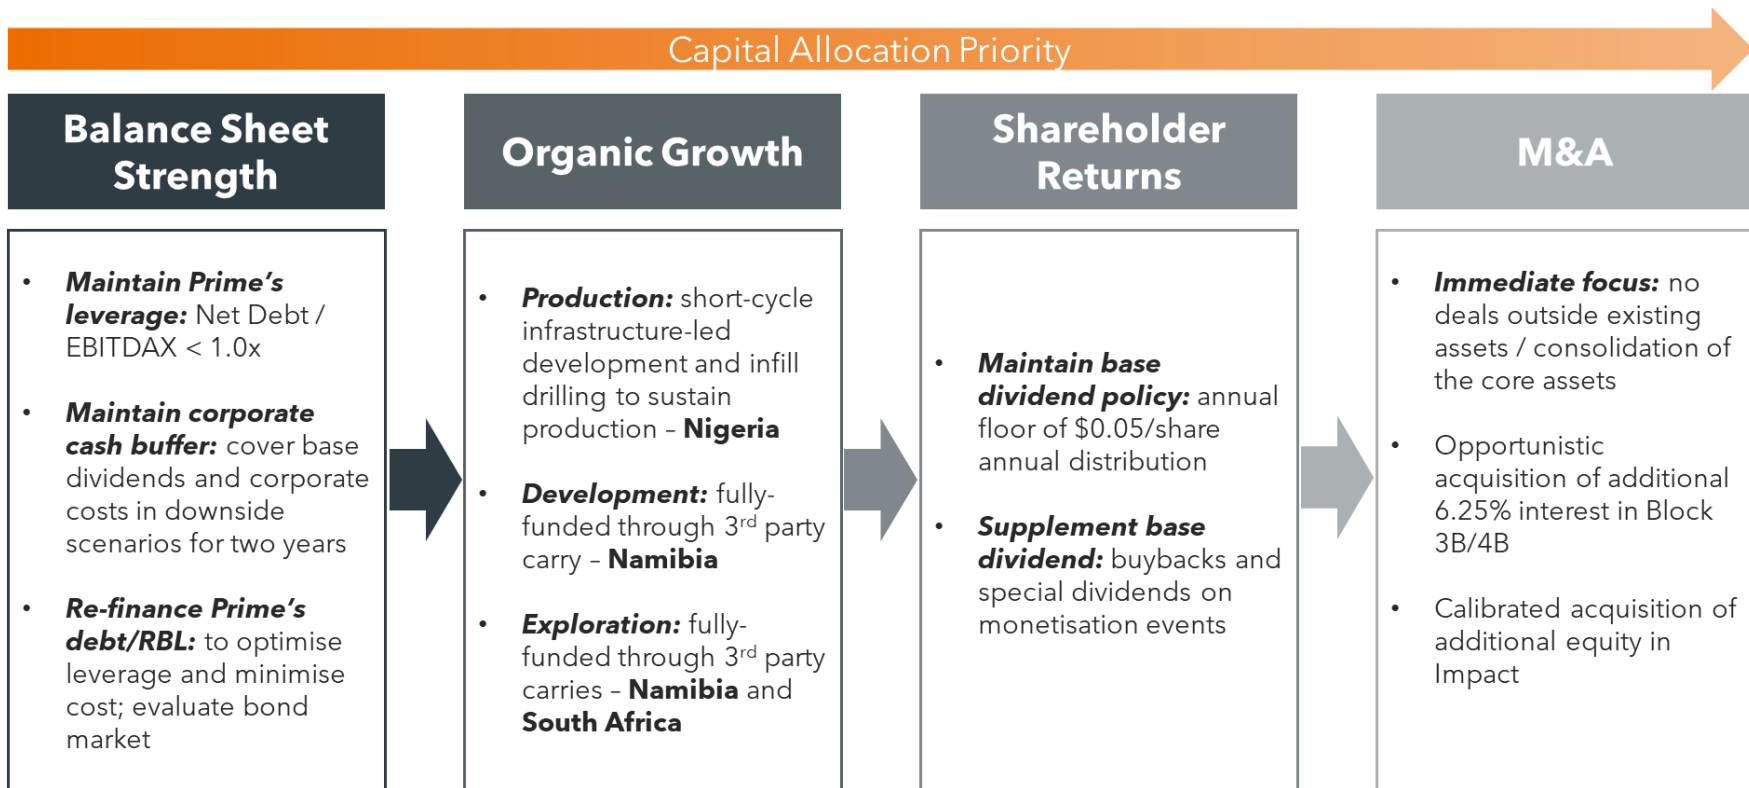 Capital Allocation Priority
Balance Sheet
Strength
• Maintain Prime’s
leverage: Net Debt /
EBITDAX < 1.0x
• Maintain corporate
cash buffer: cover base
dividends and corporate
costs in downside
scenarios for two years
• Re-finance Prime’s
debt/RBL: to optimise
leverage and minimise
cost; evaluate bond
market
Organic Growth
• Production: short-cycle
infrastructure-led
development and infill
drilling to sustain
production – Nigeria
• Development: fully-
funded through 3rd party
carry – Namibia
• Exploration: fully-
funded through 3rd party
carries – Namibia and
South Africa
Shareholder
Returns
• Maintain base
dividend policy: annual
floor of $0.05/share
annual distribution
• Supplement base
dividend: buybacks and
special dividends on
monetisation events
M&A
• Immediate focus: no
deals outside existing
assets / consolidation of
the core assets
• Opportunistic
acquisition of additional
6.25% interest in Block
3B/4B
• Calibrated acquisition of
additional equity in
Impact